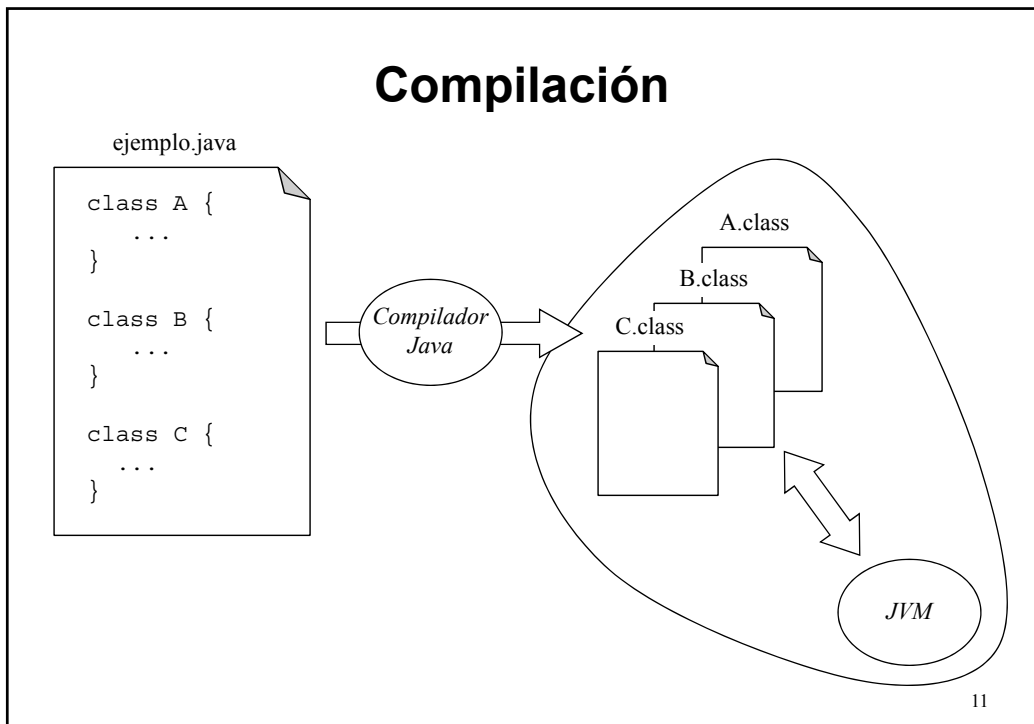 Compilación
ejemplo.java
class A {
...
}
class B {
...
}
class C {
...
}
Compilador
Java
A.class
B.class
C.class
JVM
11